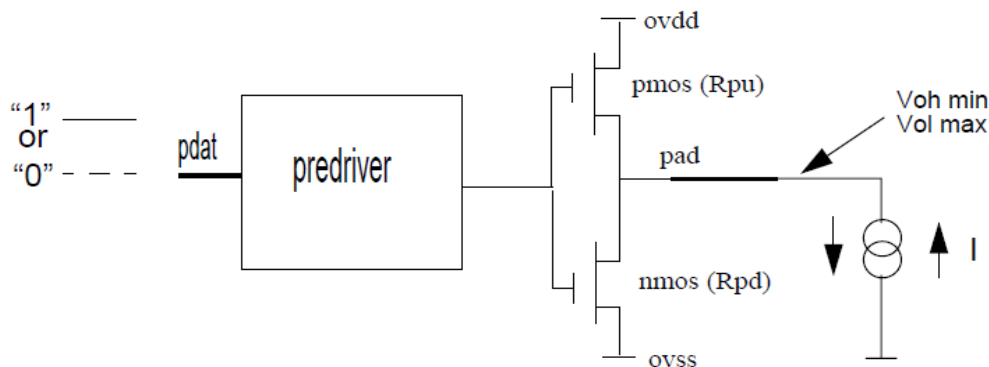 ovdd
"1"
or
"0"
pdat
predriver
pmos (Rpu)
pad
Voh min
Vol max
I
nmos (Rpd)
ovss